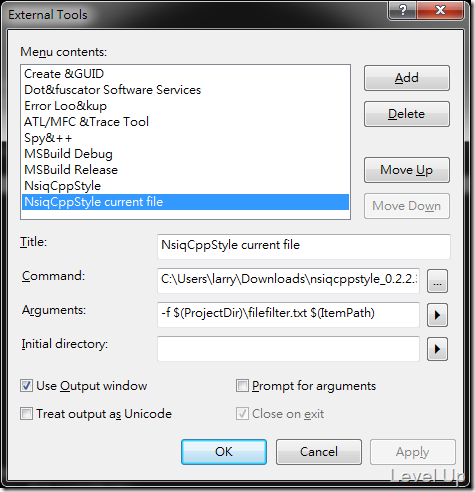 External Tools
Menu contents:
Create &GUID
Dot&fuscator Software Services
Error Loo&kup
ATL/MFC &Trace Tool
Spy&++
MSBuild Debug
MSBuild Release
NsiqCppStyle
NsiqCppStyle current file
Add
Delete
Move Up
Move Down
Title:
NsiqCppStyle current file
Command:
C:\Users\larry\Downloads\nsiqcppstyle_0.2.2.
...
Arguments:
-f $(ProjectDir)\filefilter.txt $(ItemPath)
Initial directory:
Use Output window
Prompt for arguments
Treat output as Unicode
Close on exit
OK
Cancel
Apply
Level Up